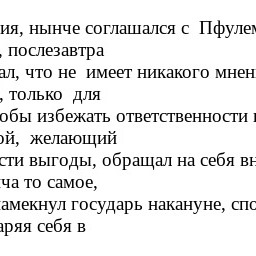 ия, нынче соглашался с Пфулем
, послезавтра
ал, что не имеет никакого мнен
, только для
обы избежать ответственности
ой, желающий
сти выгоды, обращал на себя вн
ча то самое,
намекнул государь накануне, спо
аряя себя в